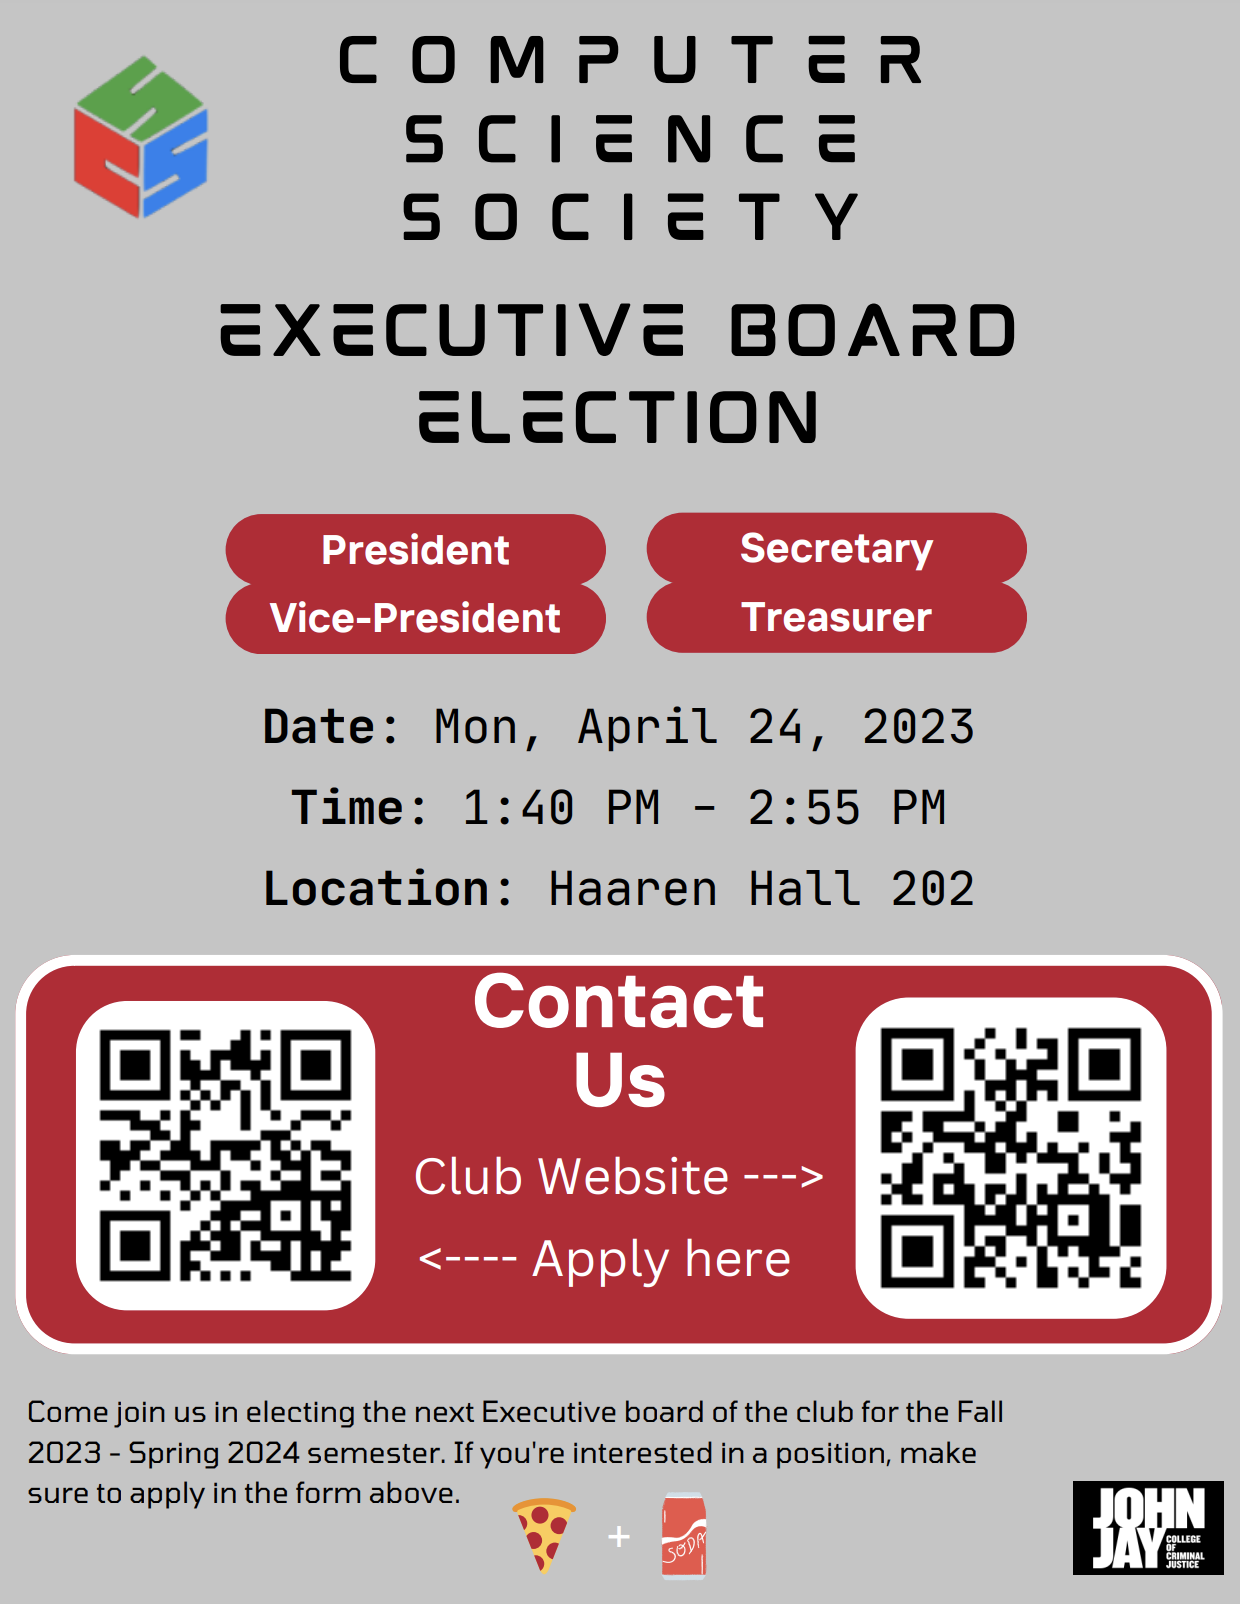 COMPUTER
SCIENCE
SOCIETY
EXECUTIVE BOARD
ELECTION
President
Secretary
Vice-President
Treasurer
Date: Mon, April 24, 2023
Time: 1:40 PM - 2:55 PM
Location: Haaren Hall 202
Contact
Us
Club Website --->
<---- Apply here
Come join us in electing the next Executive board of the club for the Fall
2023 - Spring 2024 semester. If you're interested in a position, make
sure to apply in the form above.
+
SODA
JOHN
JAY
COLLEGE
OF
CRIMINAL
JUSTICE